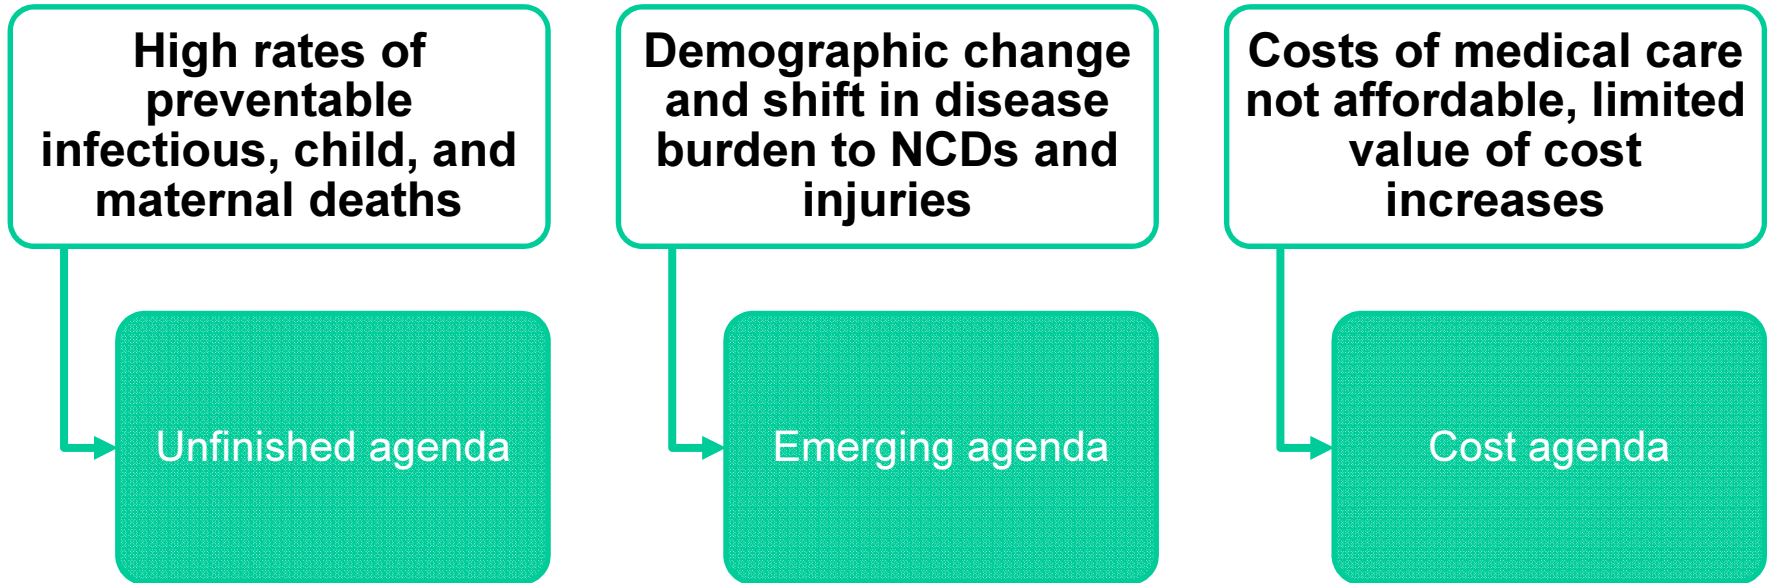 High rates of
preventable
infectious, child, and
maternal deaths
Unfinished agenda
Demographic change
and shift in disease
burden to NCDs and
injuries
Emerging agenda
Costs of medical care
not affordable, limited
value of cost
increases
Cost agenda